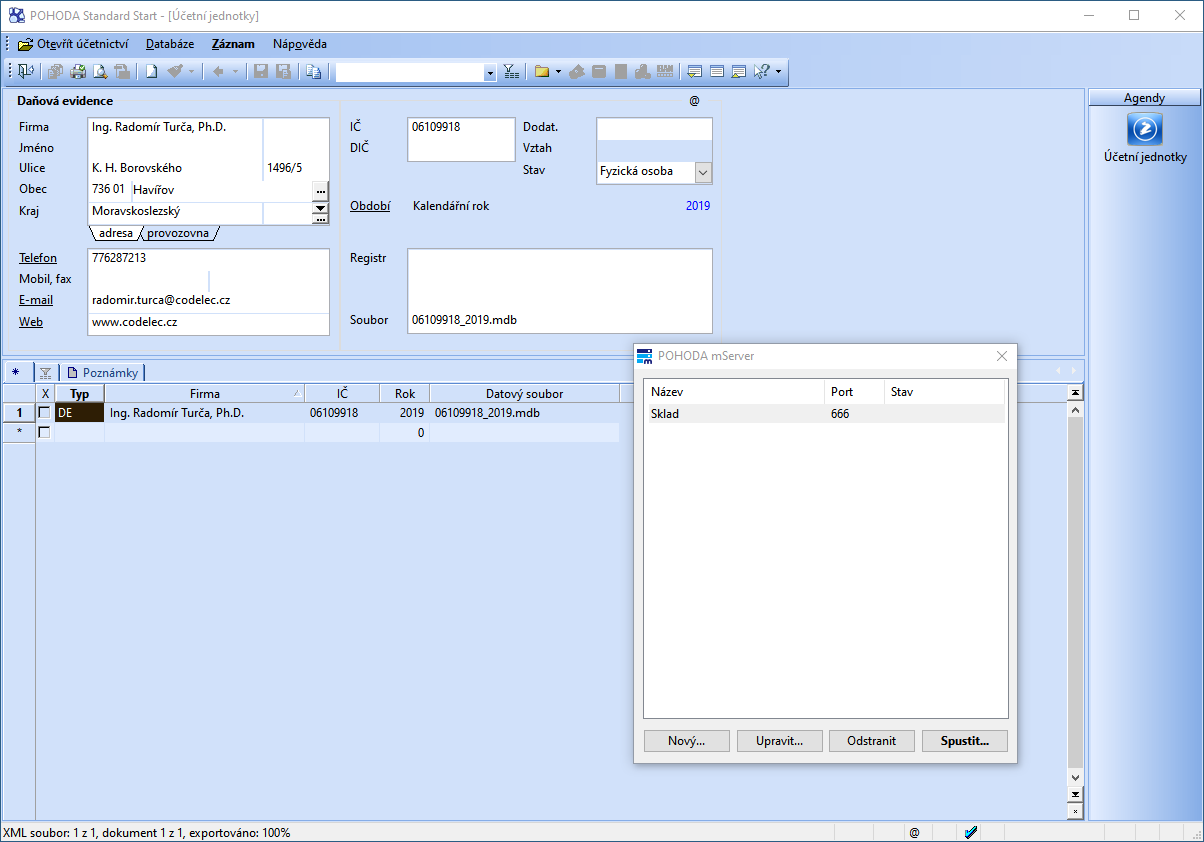 POHODA Standard Start - [Účetní jednotky]
Otevřít účetnictví Databáze Záznam Nápověda
Agendy
Účetní jednotky
Daňová evidence @
Firma Ing. Radomír Turča, Ph.D.
Jméno
Ulice K. H. Borovského 1496/5
Obec 736 01 Havířov
Kraj Moravskoslezský
adresa provozovna
IČ 06109918
DIČ
Dodat.
Vztah
Stav Fyzická osoba
Období Kalendářní rok 2019
Telefon 776287213
Mobil, fax
E-mail radomir.turca@codelec.cz
Web www.codelec.cz
Registr
Soubor 06109918_2019.mdb
* Poznámky
X Typ Firma IČ Rok Datový soubor
1 DE Ing. Radomír Turča, Ph.D. 06109918 2019 06109918_2019.mdb
* 0
POHODA mServer
Název Port Stav
Sklad 666
Nový... Upravit... Odstranit Spustit...
XML soubor: 1 z 1, dokument 1 z 1, exportováno: 100% @